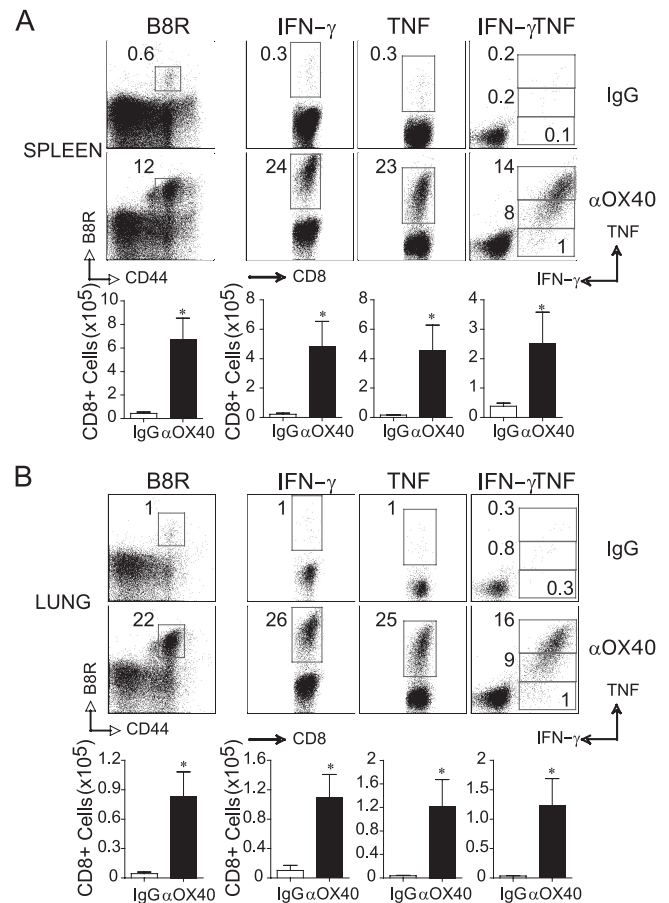 A
B8R IFN-γ TNF IFN-γTNF
0.6 0.3 0.3 0.2
0.2
0.1
IgG
SPLEEN
12 24 23 14
8
1
αOX40
B8R
CD44
CD8
TNF
IFN-γ
CD8+ Cells (x10⁵)
10
8
6
4
2
0
*
IgG αOX40
CD8+ Cells (x10⁵)
8
6
4
2
0
*
IgG αOX40
8
6
4
2
0
*
IgG αOX40
4
3
2
1
0
*
IgG αOX40
B
B8R IFN-γ TNF IFN-γTNF
1 1 1 0.3
0.8
0.3
IgG
LUNG
22 26 25 16
9
1
αOX40
B8R
CD44
CD8
TNF
IFN-γ
CD8+ Cells (x10⁵)
1.2
0.9
0.6
0.3
0
*
IgG αOX40
CD8+ Cells (x10⁵)
1.6
1.2
0.8
0.4
0
*
IgG αOX40
2
1.6
1.2
0.8
0.4
0
*
IgG αOX40
2
1.6
1.2
0.8
0.4
0
*
IgG αOX40